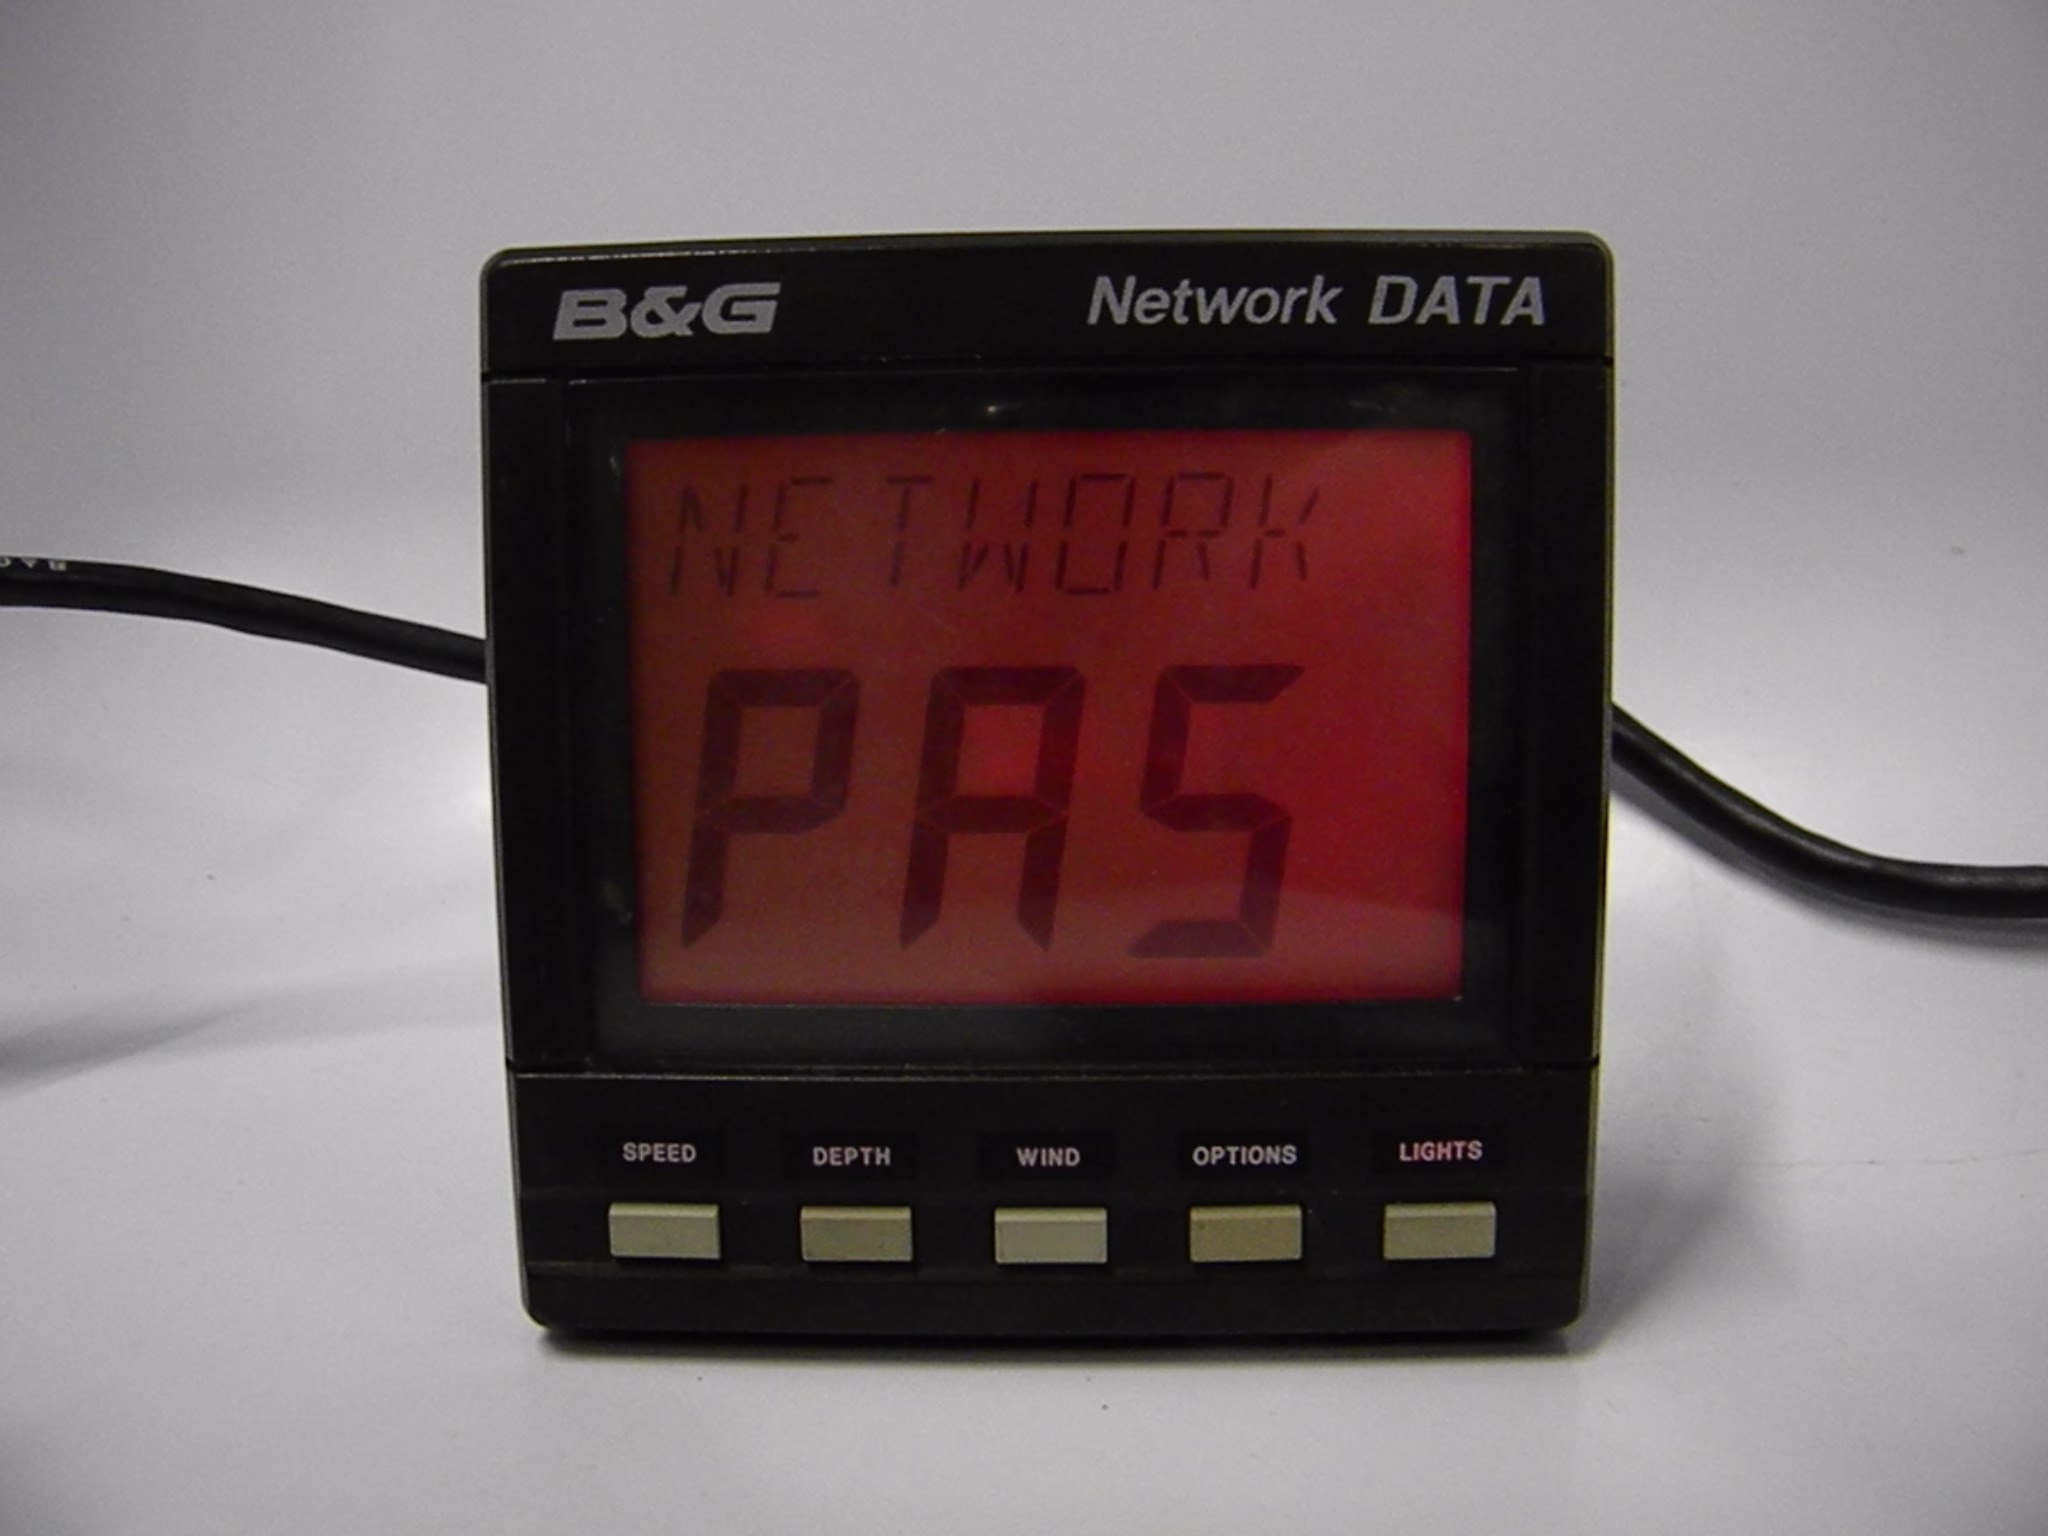 B&G Network DATA
NETWORK
PAS
SPEED DEPTH WIND OPTIONS LIGHTS